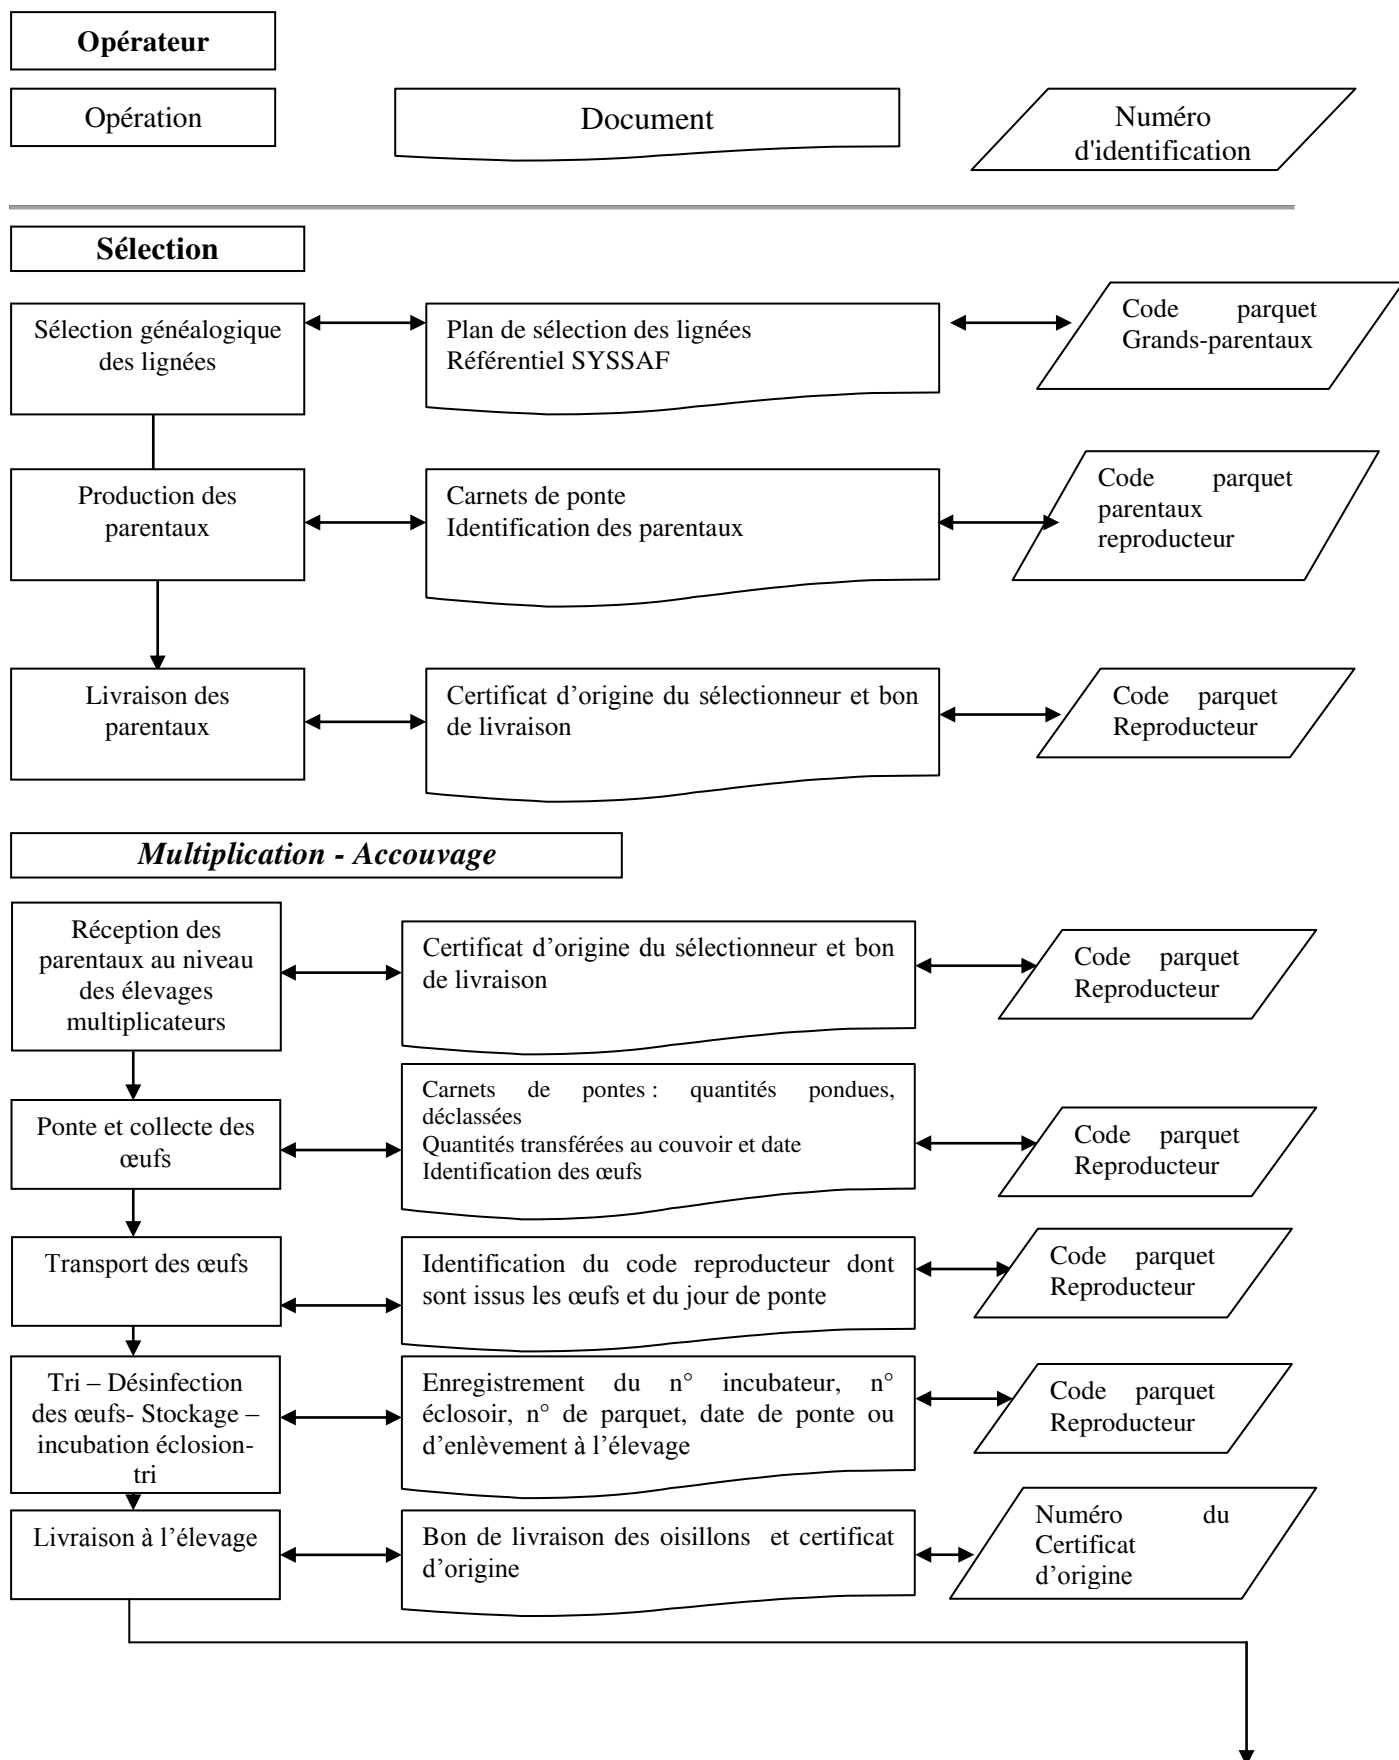 Opérateur
Opération
Document
Numéro
d'identification
Sélection
Sélection généalogique
des lignées
Plan de sélection des lignées
Référentiel SYSSAF
Code parquet
Grands-parentaux
Production des
parentaux
Carnets de ponte
Identification des parentaux
Code parquet
parentaux
reproducteur
Livraison des
parentaux
Certificat d’origine du sélectionneur et bon
de livraison
Code parquet
Reproducteur
Multiplication - Accouvage
Réception des
parentaux au niveau
des élevages
multiplicateurs
Certificat d’origine du sélectionneur et bon
de livraison
Code parquet
Reproducteur
Ponte et collecte des
œufs
Carnets de pontes : quantités pondues,
déclassées
Quantités transférées au couvoir et date
Identification des œufs
Code parquet
Reproducteur
Transport des œufs
Identification du code reproducteur dont
sont issus les œufs et du jour de ponte
Code parquet
Reproducteur
Tri – Désinfection
des œufs- Stockage –
incubation éclosion-
tri
Enregistrement du n° incubateur, n°
éclosoir, n° de parquet, date de ponte ou
d’enlèvement à l’élevage
Code parquet
Reproducteur
Livraison à l’élevage
Bon de livraison des oisillons et certificat
d’origine
Numéro du
Certificat
d’origine